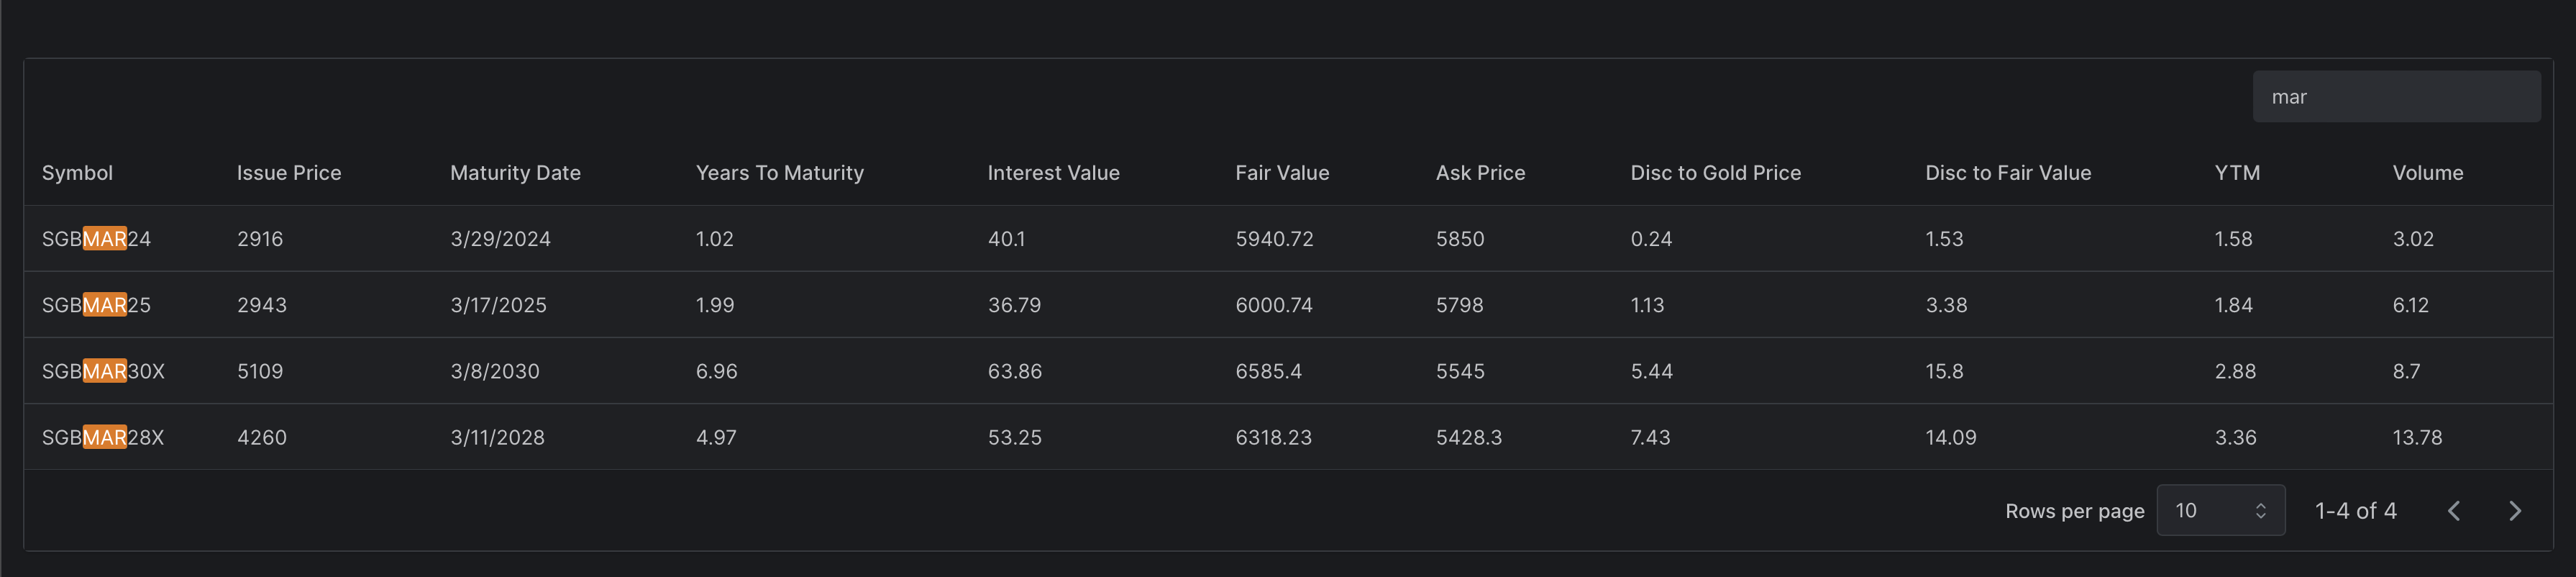 mar
Symbol Issue Price Maturity Date Years To Maturity Interest Value Fair Value Ask Price Disc to Gold Price Disc to Fair Value YTM Volume
SGBMAR24 2916 3/29/2024 1.02 40.1 5940.72 5850 0.24 1.53 1.58 3.02
SGBMAR25 2943 3/17/2025 1.99 36.79 6000.74 5798 1.13 3.38 1.84 6.12
SGBMAR30X 5109 3/8/2030 6.96 63.86 6585.4 5545 5.44 15.8 2.88 8.7
SGBMAR28X 4260 3/11/2028 4.97 53.25 6318.23 5428.3 7.43 14.09 3.36 13.78
Rows per page 10 1-4 of 4